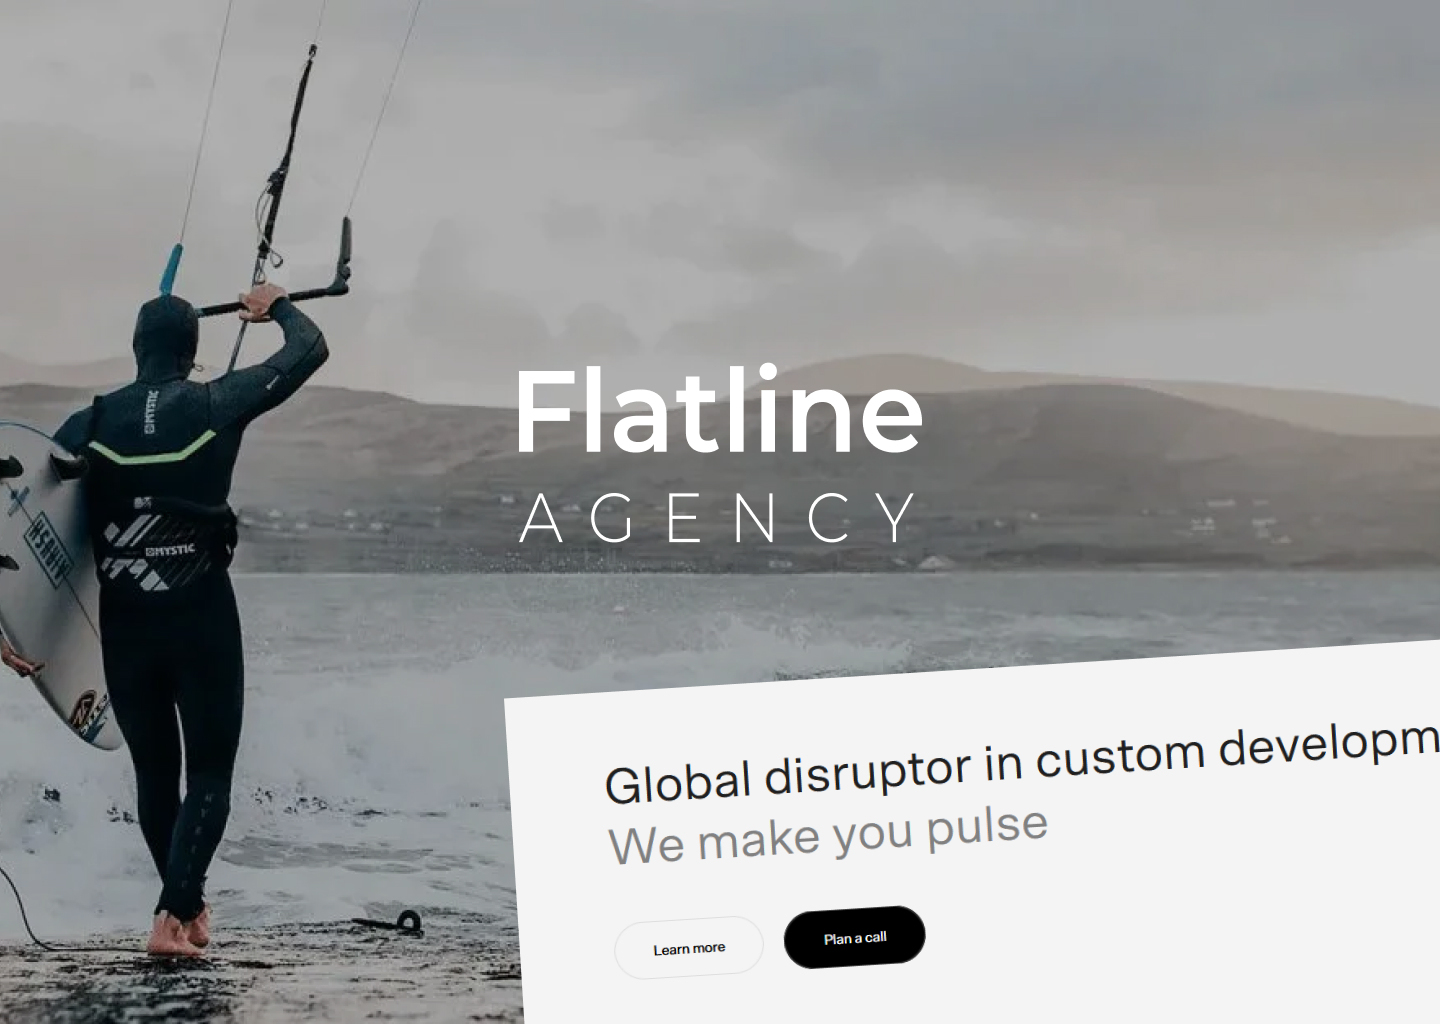 MYSTIC
Flatline
AGENCY
MYSTIC
Global disruptor in custom developm
We make you pulse
Learn more
Plan a call